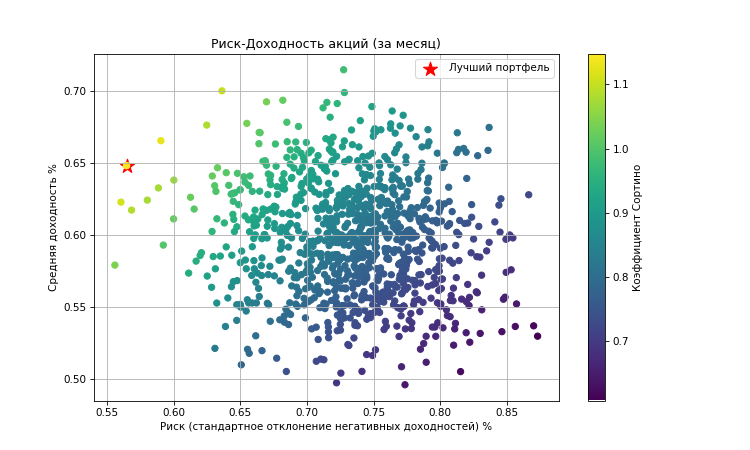 Риск-Доходность акций (за месяц)
Лучший портфель
Средняя доходность %
0.70
0.65
0.60
0.55
0.50
0.55 0.60 0.65 0.70 0.75 0.80 0.85
Риск (стандартное отклонение негативных доходностей) %
1.1
1.0
0.9
0.8
0.7
Коэффициент Сортино